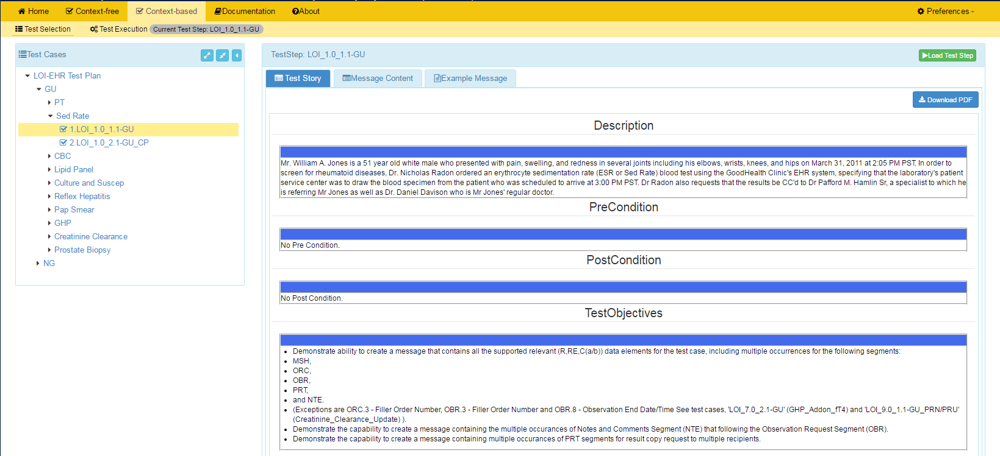 Home Context-free Context-based Documentation About Preferences
Test Selection Test Execution Current Test Step: LOI_1.0_1.1-GU
Test Cases
LOI-EHR Test Plan
GU
PT
Sed Rate
1.LOI_1.0_1.1-GU
2.LOI_1.0_2.1-GU_CP
CBC
Lipid Panel
Culture and Suscep
Reflex Hepatitis
Pap Smear
GHP
Creatinine Clearance
Prostate Biopsy
NG
TestStep: LOI_1.0_1.1-GU
Load Test Step
Test Story Message Content Example Message
Download PDF
Description
Mr. William A. Jones is a 51 year old white male who presented with pain, swelling, and redness in several joints including his elbows, wrists, knees, and hips on March 31, 2011 at 2:05 PM PST. In order to
screen for rheumatoid diseases, Dr. Nicholas Radon ordered an erythrocyte sedimentation rate (ESR or Sed Rate) blood test using the GoodHealth Clinic's EHR system, specifying that the laboratory's patient
service center was to draw the blood specimen from the patient who was scheduled to arrive at 3:00 PM PST. Dr Radon also requests that the results be CC'd to Dr Pafford M. Hamlin Sr, a specialist to which he
is referring Mr Jones as well as Dr. Daniel Davison who is Mr Jones' regular doctor.
PreCondition
No Pre Condition.
PostCondition
No Post Condition.
TestObjectives
• Demonstrate ability to create a message that contains all the supported relevant (R,RE,C(a/b)) data elements for the test case, including multiple occurrences for the following segments:
• MSH,
• ORC,
• OBR,
• PRT,
• and NTE.
• (Exceptions are ORC.3 - Filler Order Number, OBR.3 - Filler Order Number and OBR.8 - Observation End Date/Time See test cases, 'LOI_7.0_2.1-GU' (GHP_Addon_fT4) and 'LOI_9.0_1.1-GU_PRN/PRU'
(Creatinine_Clearance_Update) ).
• Demonstrate the capability to create a message containing the multiple occurances of Notes and Comments Segment (NTE) that following the Observation Request Segment (OBR).
• Demonstrate the capability to create a message containing multiple occurances of PRT segments for result copy request to multiple recipients.